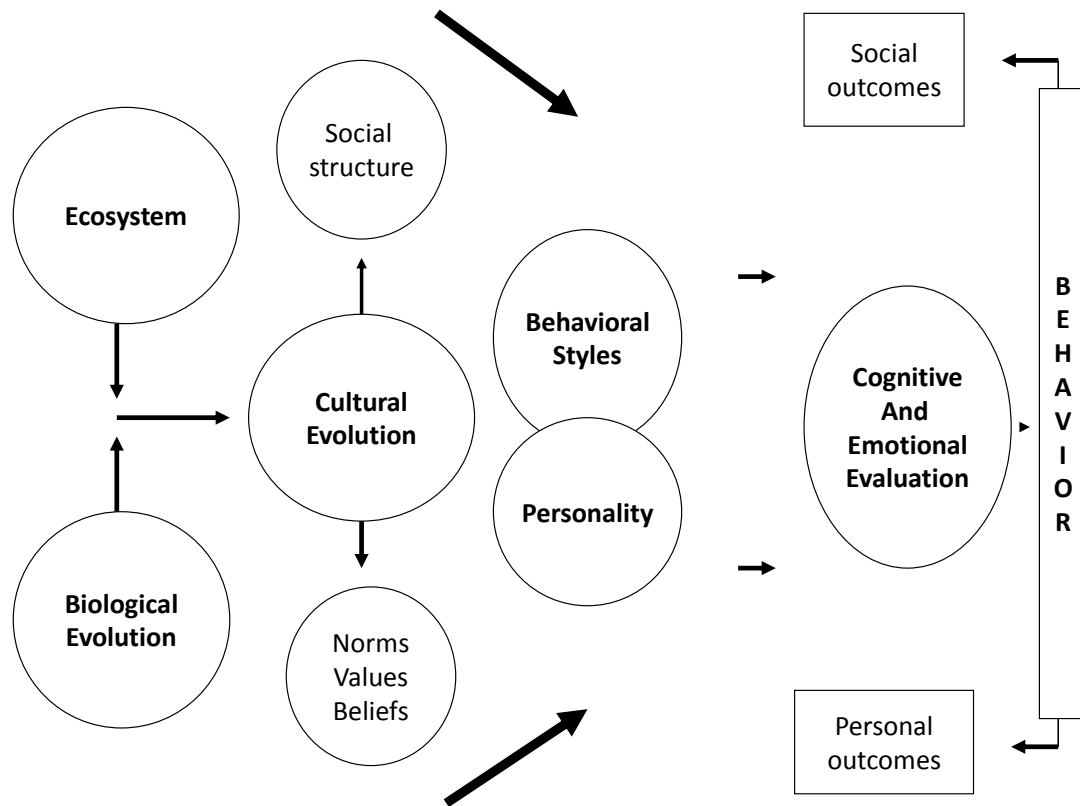 Ecosystem
Biological
Evolution
Social
structure
Cultural
Evolution
Norms
Values
Beliefs
Behavioral
Styles
Personality
Cognitive
And
Emotional
Evaluation
Social
outcomes
Personal
outcomes
B
E
H
A
V
I
O
R